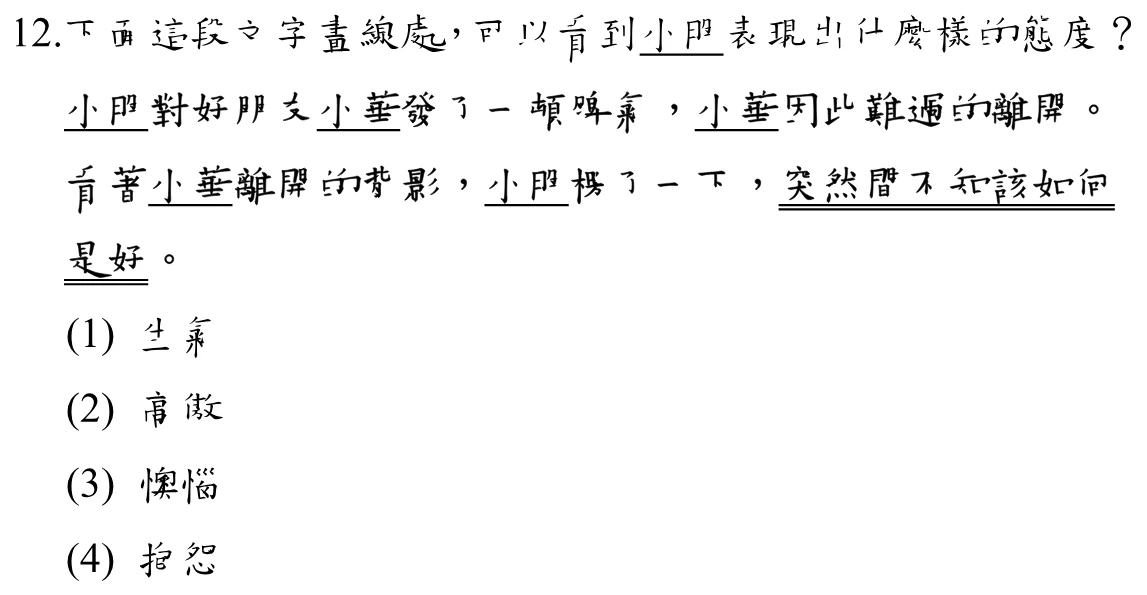 12.下面這段文字畫線處，可以看到小明表現出什麼樣的態度？
小明對好朋友小華發了一頓脾氣，小華因此難過的離開。
看著小華離開的背影，小明愣了一下，突然間不知該如何
是好。
(1) 生氣
(2) 高傲
(3) 懊惱
(4) 抱怨